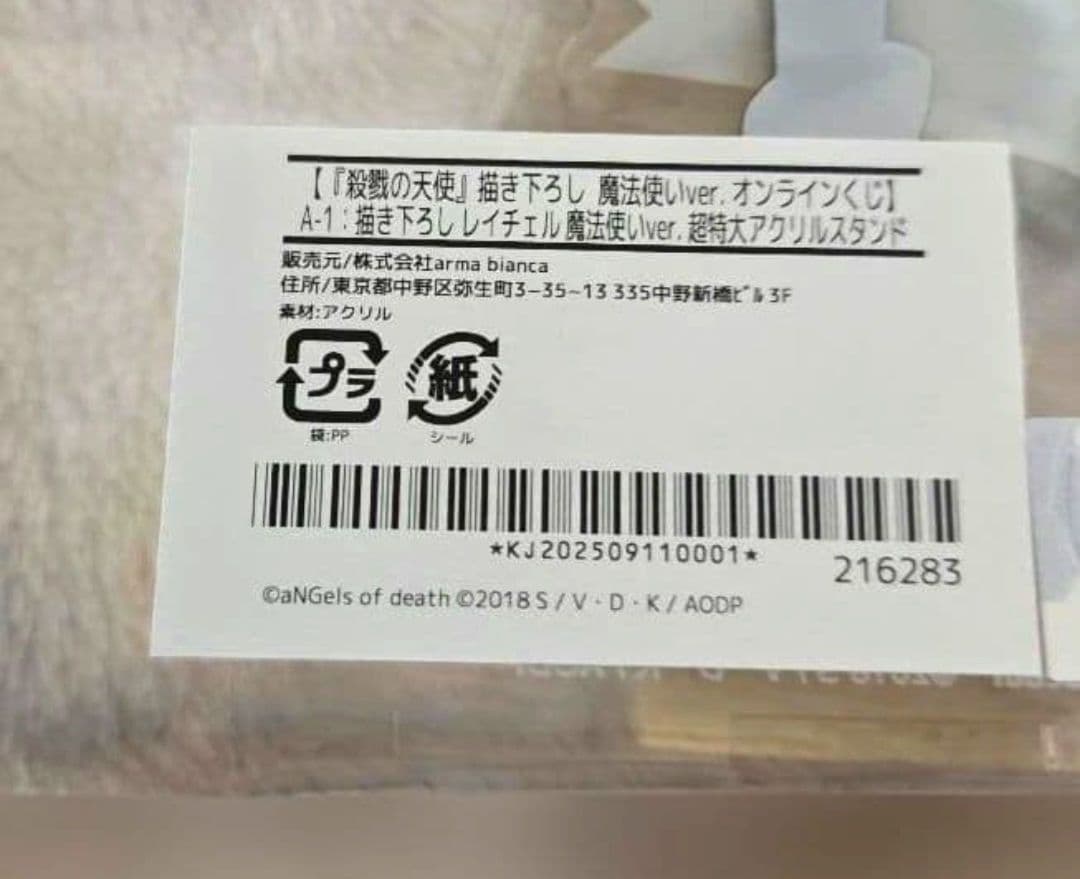 【『殺戮の天使』描き下ろし 魔法使いver. オンラインくじ】
A-1：描き下ろし レイチェル 魔法使いver. 超特大アクリルスタンド
販売元/株式会社arma bianca
住所/東京都中野区弥生町3-35-13 335中野新橋ﾋﾞﾙ 3F
素材:アクリル
プラ 紙
袋:PP シール
*KJ202509110001*
216283
©aNGels of death ©2018 S / V・D・K / AODP